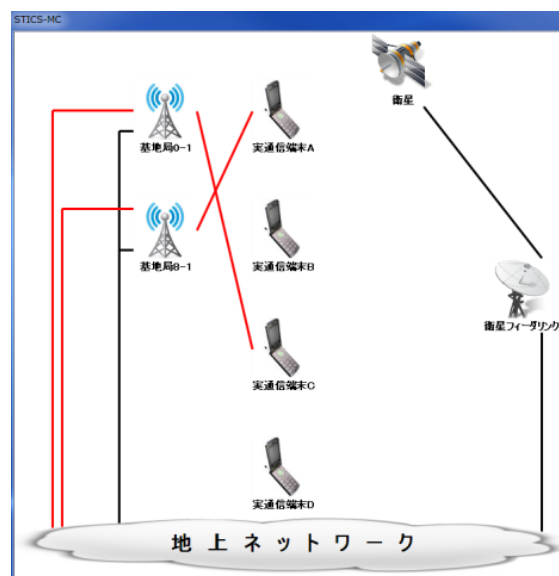 STICS-MC
衛星
基地局0-1
実通信端末A
基地局8-1
実通信端末B
衛星フィーダリンク
実通信端末C
実通信端末D
地上ネットワーク